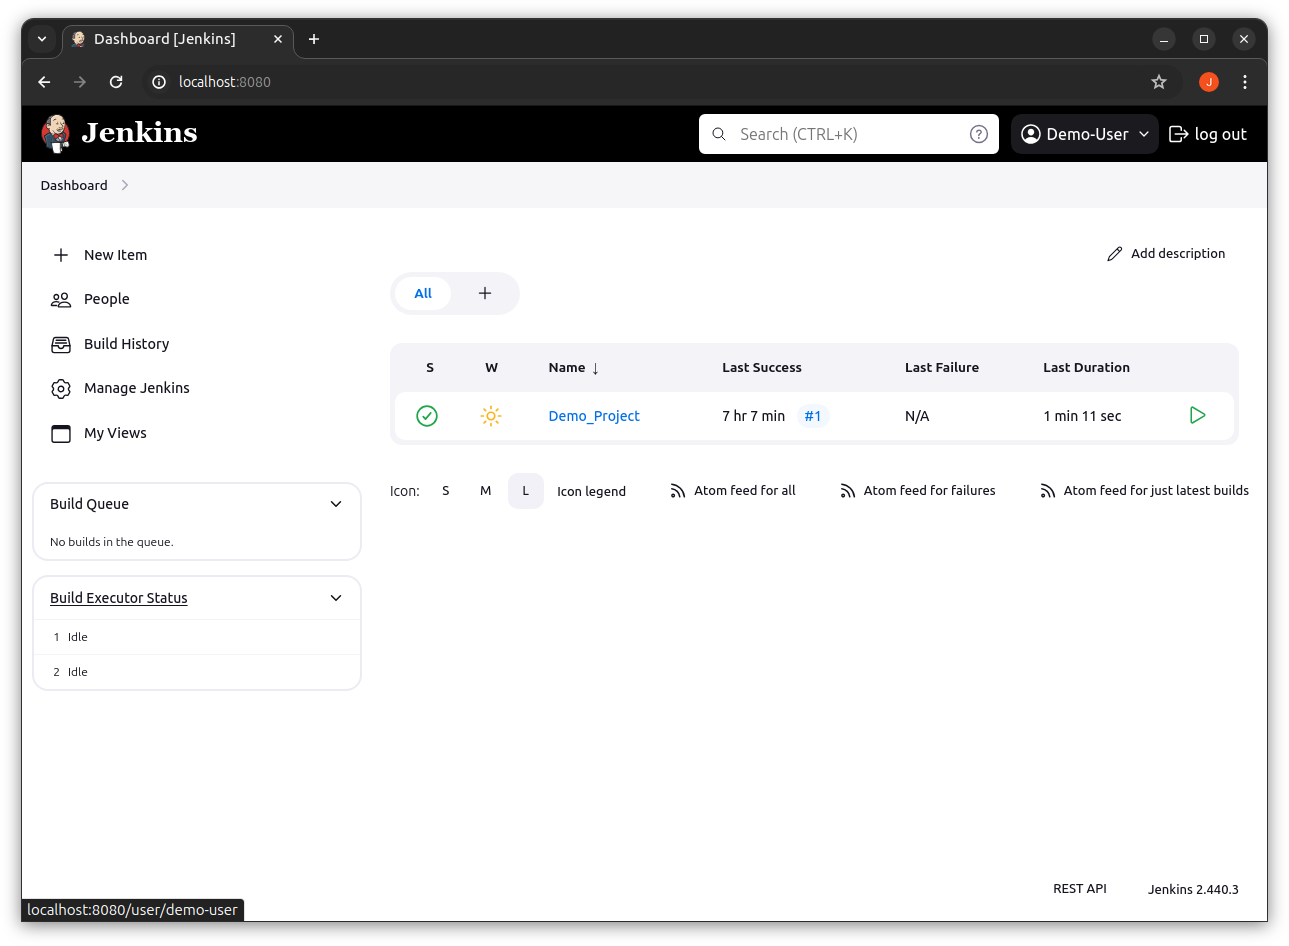 Dashboard [Jenkins]
localhost:8080
J
Jenkins
Search (CTRL+K)
?
Demo-User
log out
Dashboard
New Item
People
Build History
Manage Jenkins
My Views
Add description
All
S W Name ↓ Last Success Last Failure Last Duration
Demo_Project 7 hr 7 min #1 N/A 1 min 11 sec
Icon: S M L Icon legend Atom feed for all Atom feed for failures Atom feed for just latest builds
Build Queue
No builds in the queue.
Build Executor Status
1 Idle
2 Idle
REST API Jenkins 2.440.3
localhost:8080/user/demo-user